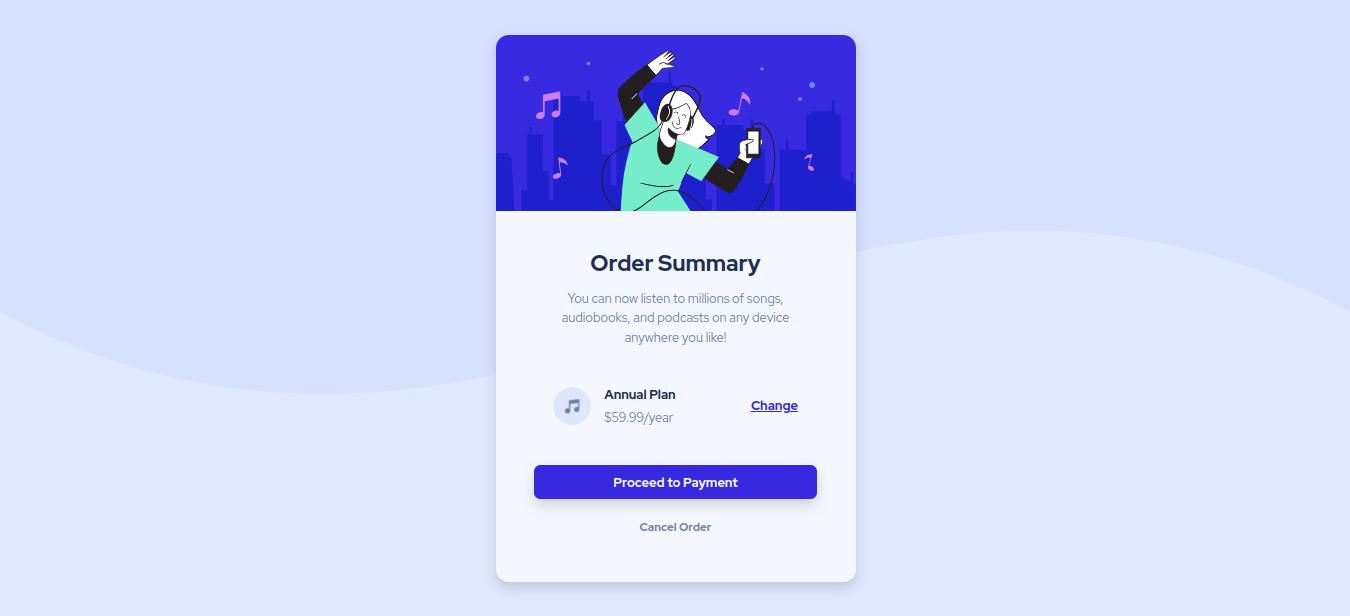 Order Summary
You can now listen to millions of songs,
audiobooks, and podcasts on any device
anywhere you like!
Annual Plan
$59.99/year
Change
Proceed to Payment
Cancel Order